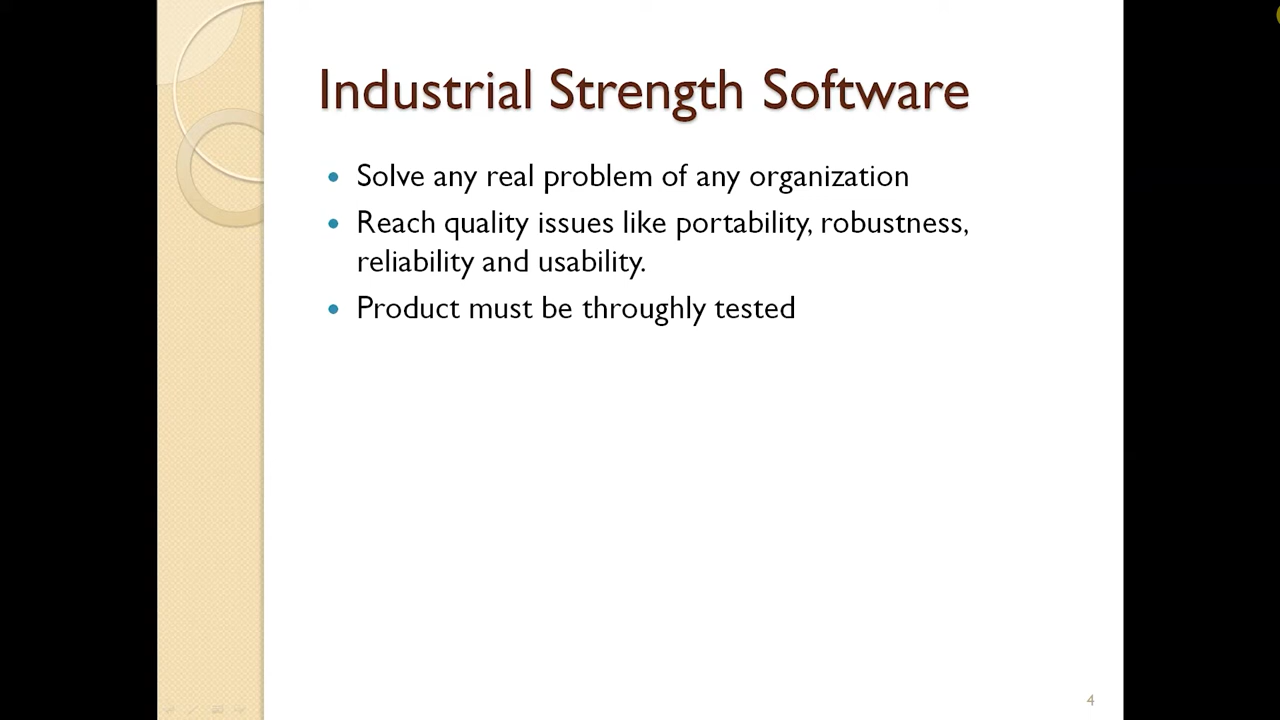 Industrial Strength Software
• Solve any real problem of any organization
• Reach quality issues like portability, robustness,
reliability and usability.
• Product must be throughly tested
4